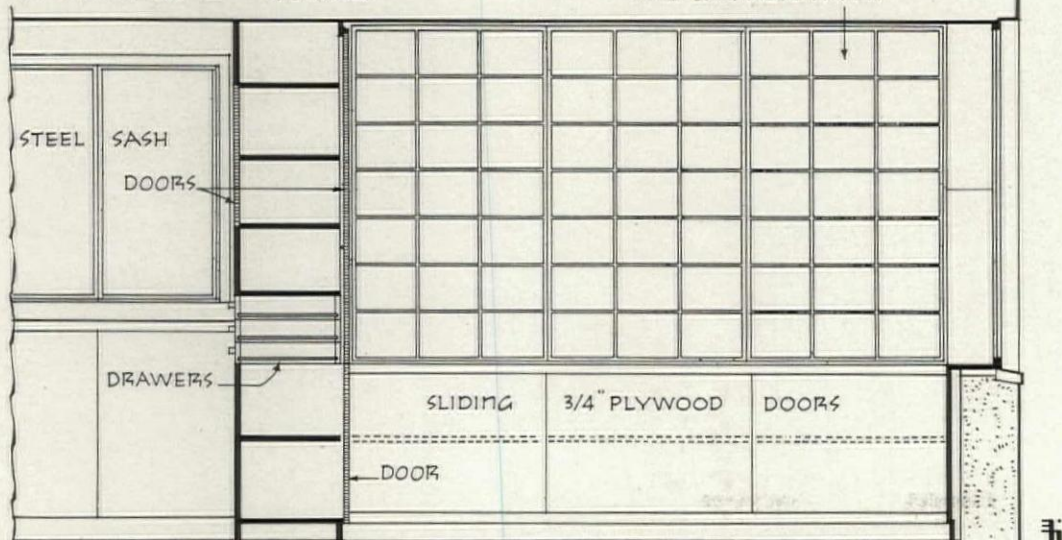 STEEL SASH
DOORS
DRAWERS
SLIDING 3/4" PLYWOOD DOORS
DOOR